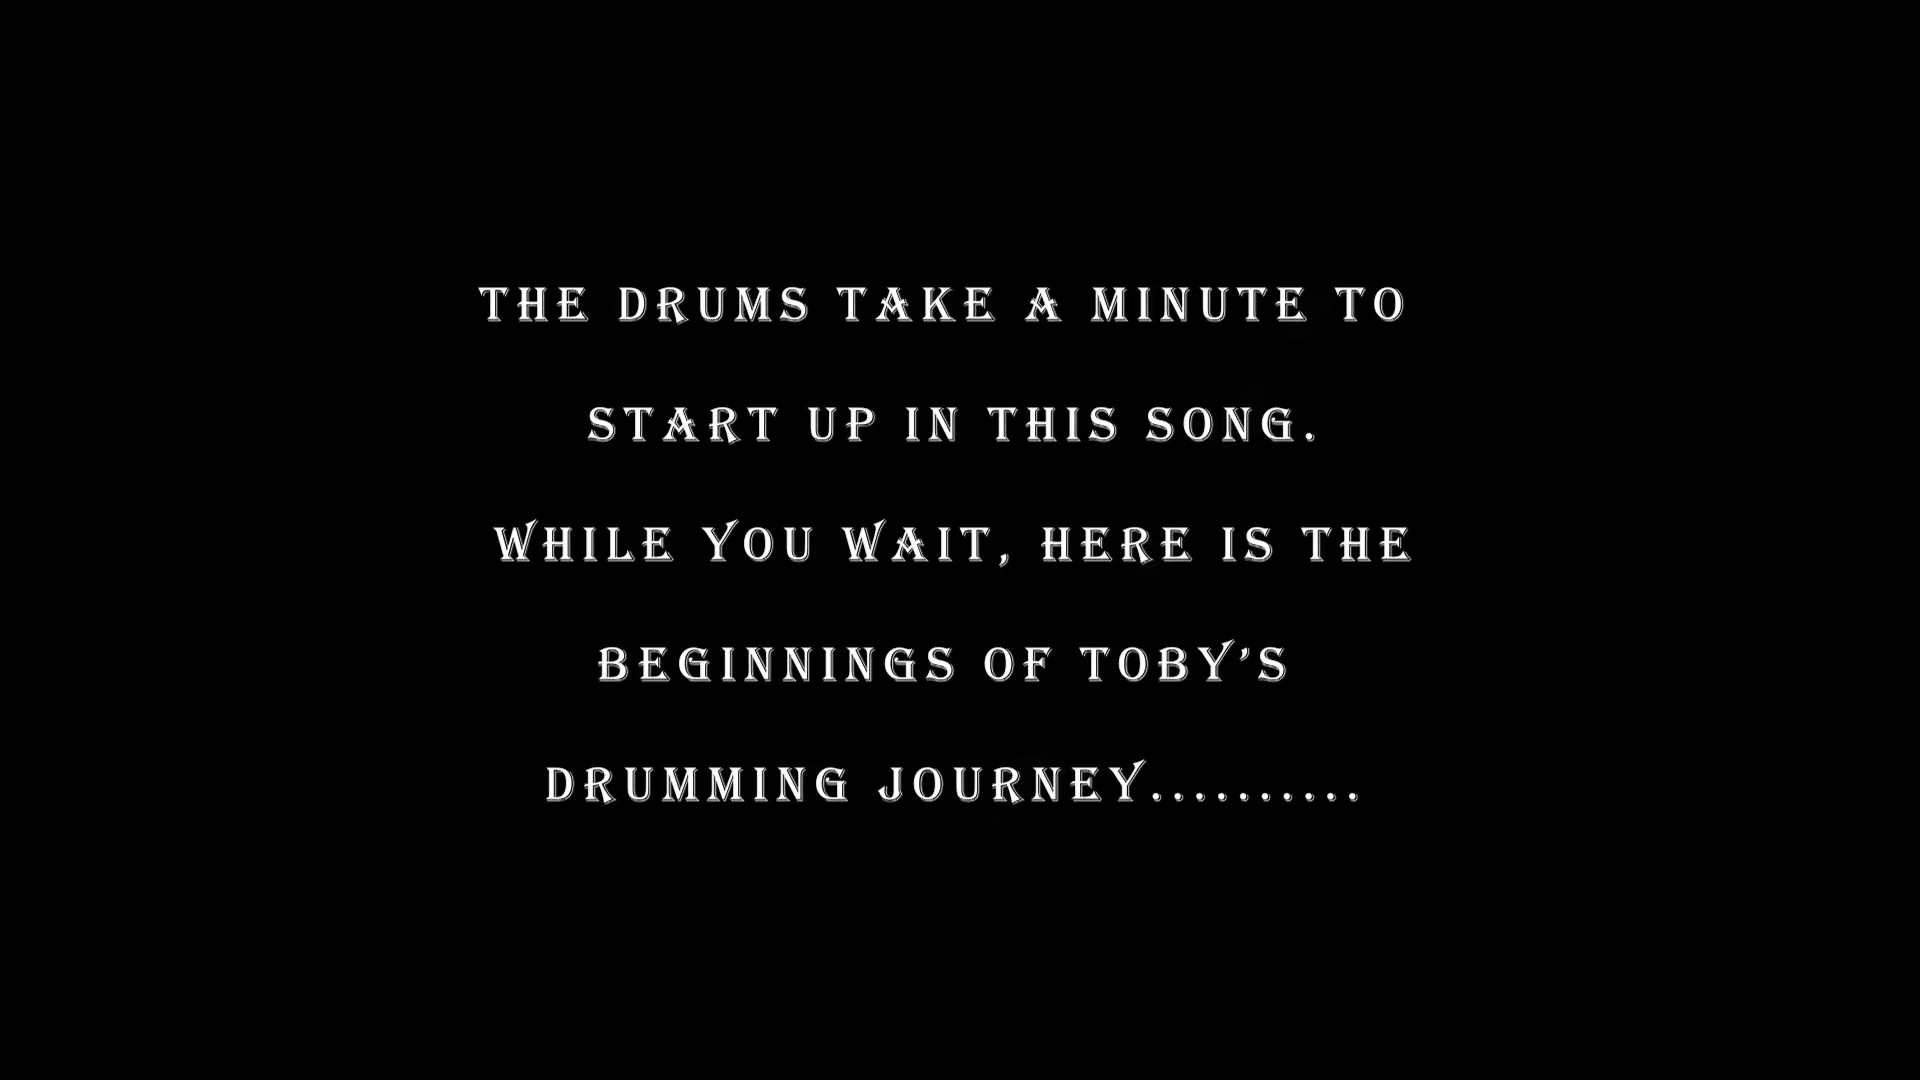 THE DRUMS TAKE A MINUTE TO
START UP IN THIS SONG.
WHILE YOU WAIT, HERE IS THE
BEGINNINGS OF TOBY’S
DRUMMING JOURNEY..........